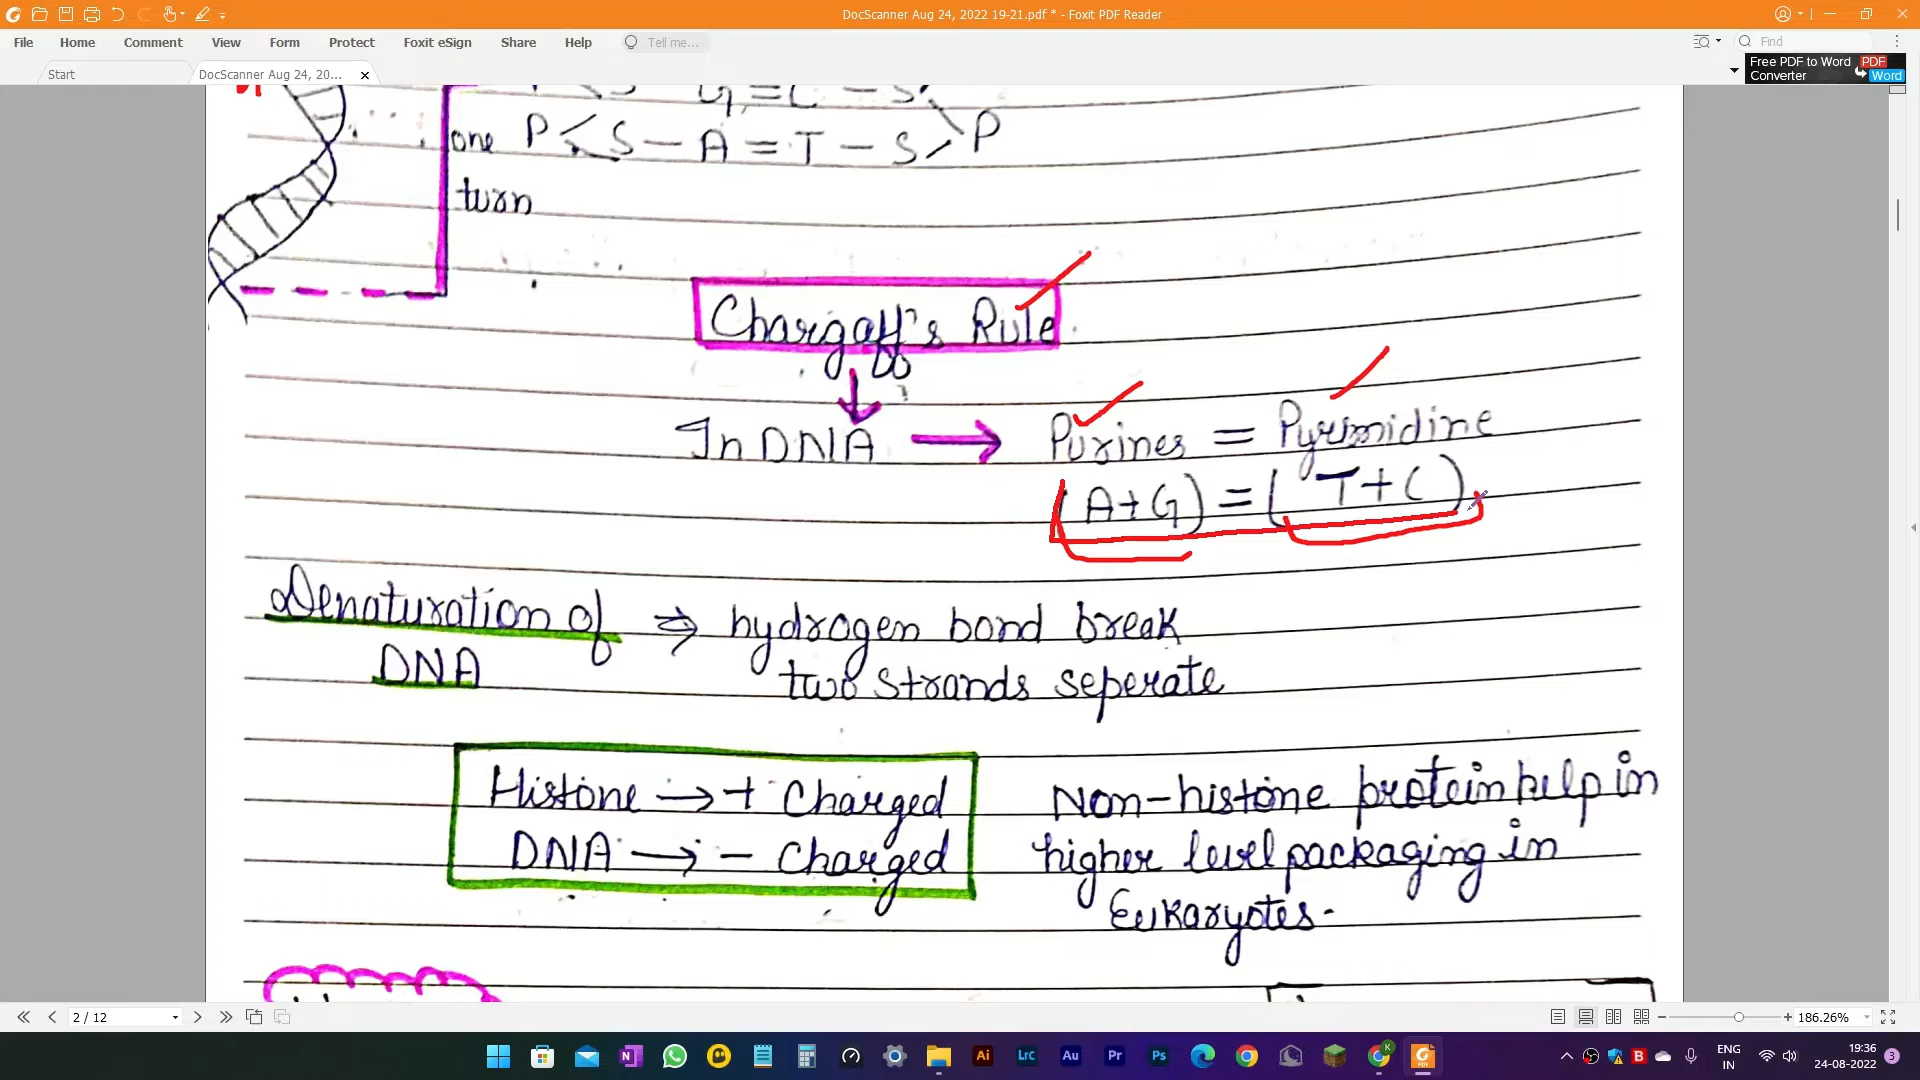 DocScanner Aug 24, 2022 19-21.pdf * - Foxit PDF Reader
File Home Comment View Form Protect Foxit eSign Share Help Tell me... Find
Start DocScanner Aug 24, 20... Free PDF to Word Converter PDF Word
one P S - A = T - S P
turn
Chargaff's Rule
In DNA → Purines = Pyrimidine
(A+G) = (T+C)
Denaturation of ⇒ hydrogen bond break
DNA two strands seperate
Histone → + Charged Non-histone protein help in
DNA → - Charged higher level packaging in
Eukaryotes.
2 / 12 186.26%
ENG IN 19:36 24-08-2022 3